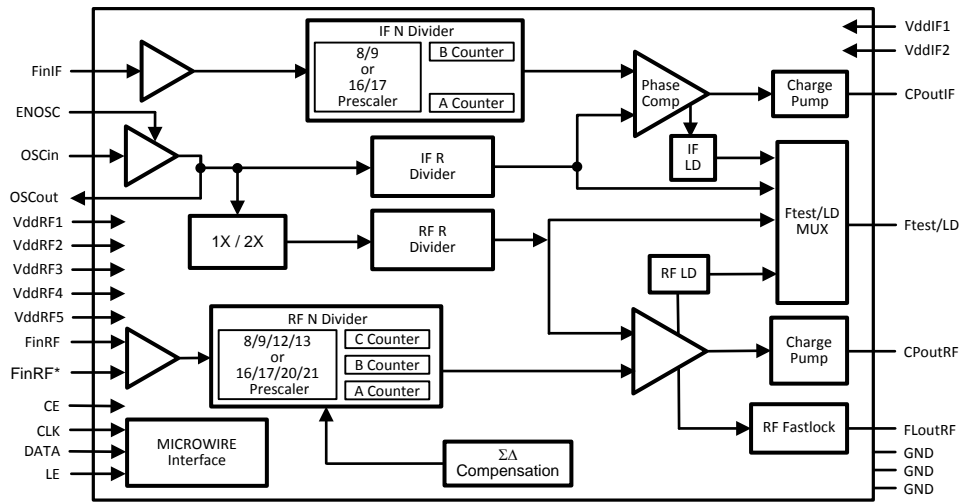 IF N Divider
8/9
or
16/17
Prescaler
B Counter
A Counter
VddIF1
VddIF2
FinIF
ENOSC
OSCin
OSCout
VddRF1
VddRF2
VddRF3
VddRF4
VddRF5
FinRF
FinRF*
CE
CLK
DATA
LE
Phase
Comp
Charge
Pump
CPoutIF
IF
LD
IF R
Divider
1X / 2X
RF R
Divider
Ftest/LD
MUX
Ftest/LD
RF LD
RF N Divider
8/9/12/13
or
16/17/20/21
Prescaler
C Counter
B Counter
A Counter
Charge
Pump
CPoutRF
RF Fastlock
FLoutRF
MICROWIRE
Interface
ΣΔ
Compensation
GND
GND
GND